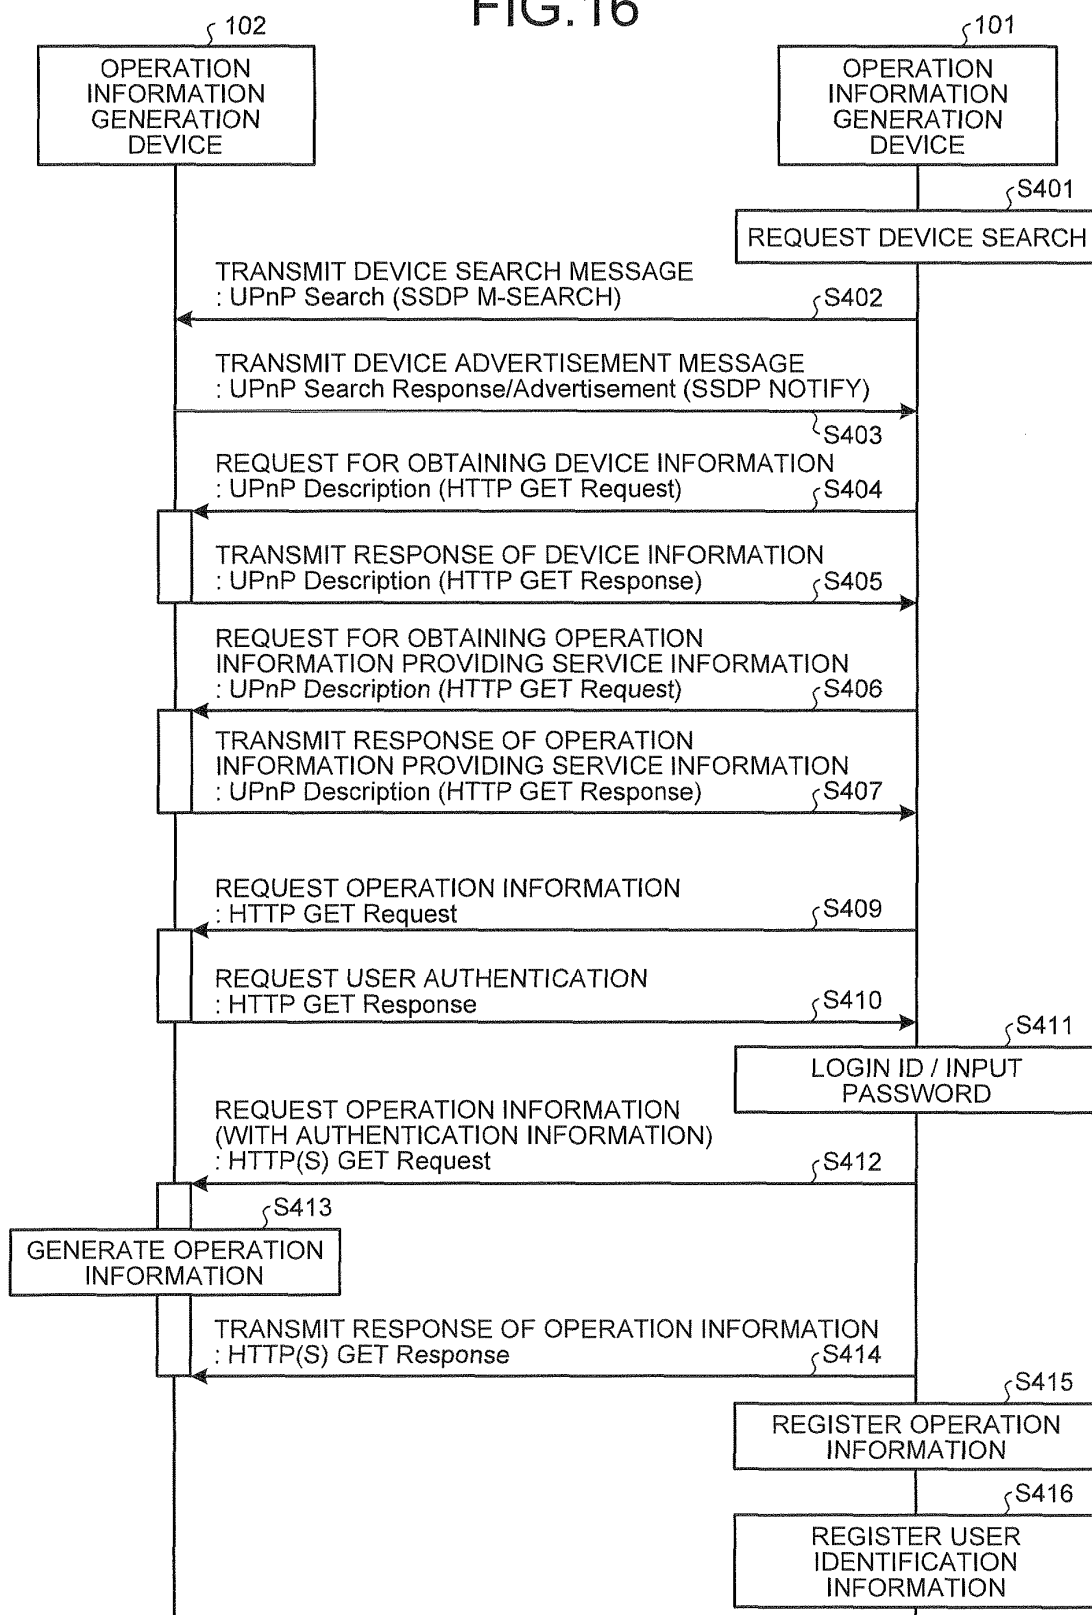 FIG.16
102
101
OPERATION
INFORMATION
GENERATION
DEVICE
OPERATION
INFORMATION
GENERATION
DEVICE
S401
REQUEST DEVICE SEARCH
TRANSMIT DEVICE SEARCH MESSAGE
: UPnP Search (SSDP M-SEARCH)
S402
TRANSMIT DEVICE ADVERTISEMENT MESSAGE
: UPnP Search Response/Advertisement (SSDP NOTIFY)
S403
REQUEST FOR OBTAINING DEVICE INFORMATION
: UPnP Description (HTTP GET Request)
S404
TRANSMIT RESPONSE OF DEVICE INFORMATION
: UPnP Description (HTTP GET Response)
S405
REQUEST FOR OBTAINING OPERATION
INFORMATION PROVIDING SERVICE INFORMATION
: UPnP Description (HTTP GET Request)
S406
TRANSMIT RESPONSE OF OPERATION
INFORMATION PROVIDING SERVICE INFORMATION
: UPnP Description (HTTP GET Response)
S407
REQUEST OPERATION INFORMATION
: HTTP GET Request
S409
REQUEST USER AUTHENTICATION
: HTTP GET Response
S410
S411
LOGIN ID / INPUT
PASSWORD
REQUEST OPERATION INFORMATION
(WITH AUTHENTICATION INFORMATION)
: HTTP(S) GET Request
S412
S413
GENERATE OPERATION
INFORMATION
TRANSMIT RESPONSE OF OPERATION INFORMATION
: HTTP(S) GET Response
S414
S415
REGISTER OPERATION
INFORMATION
S416
REGISTER USER
IDENTIFICATION
INFORMATION